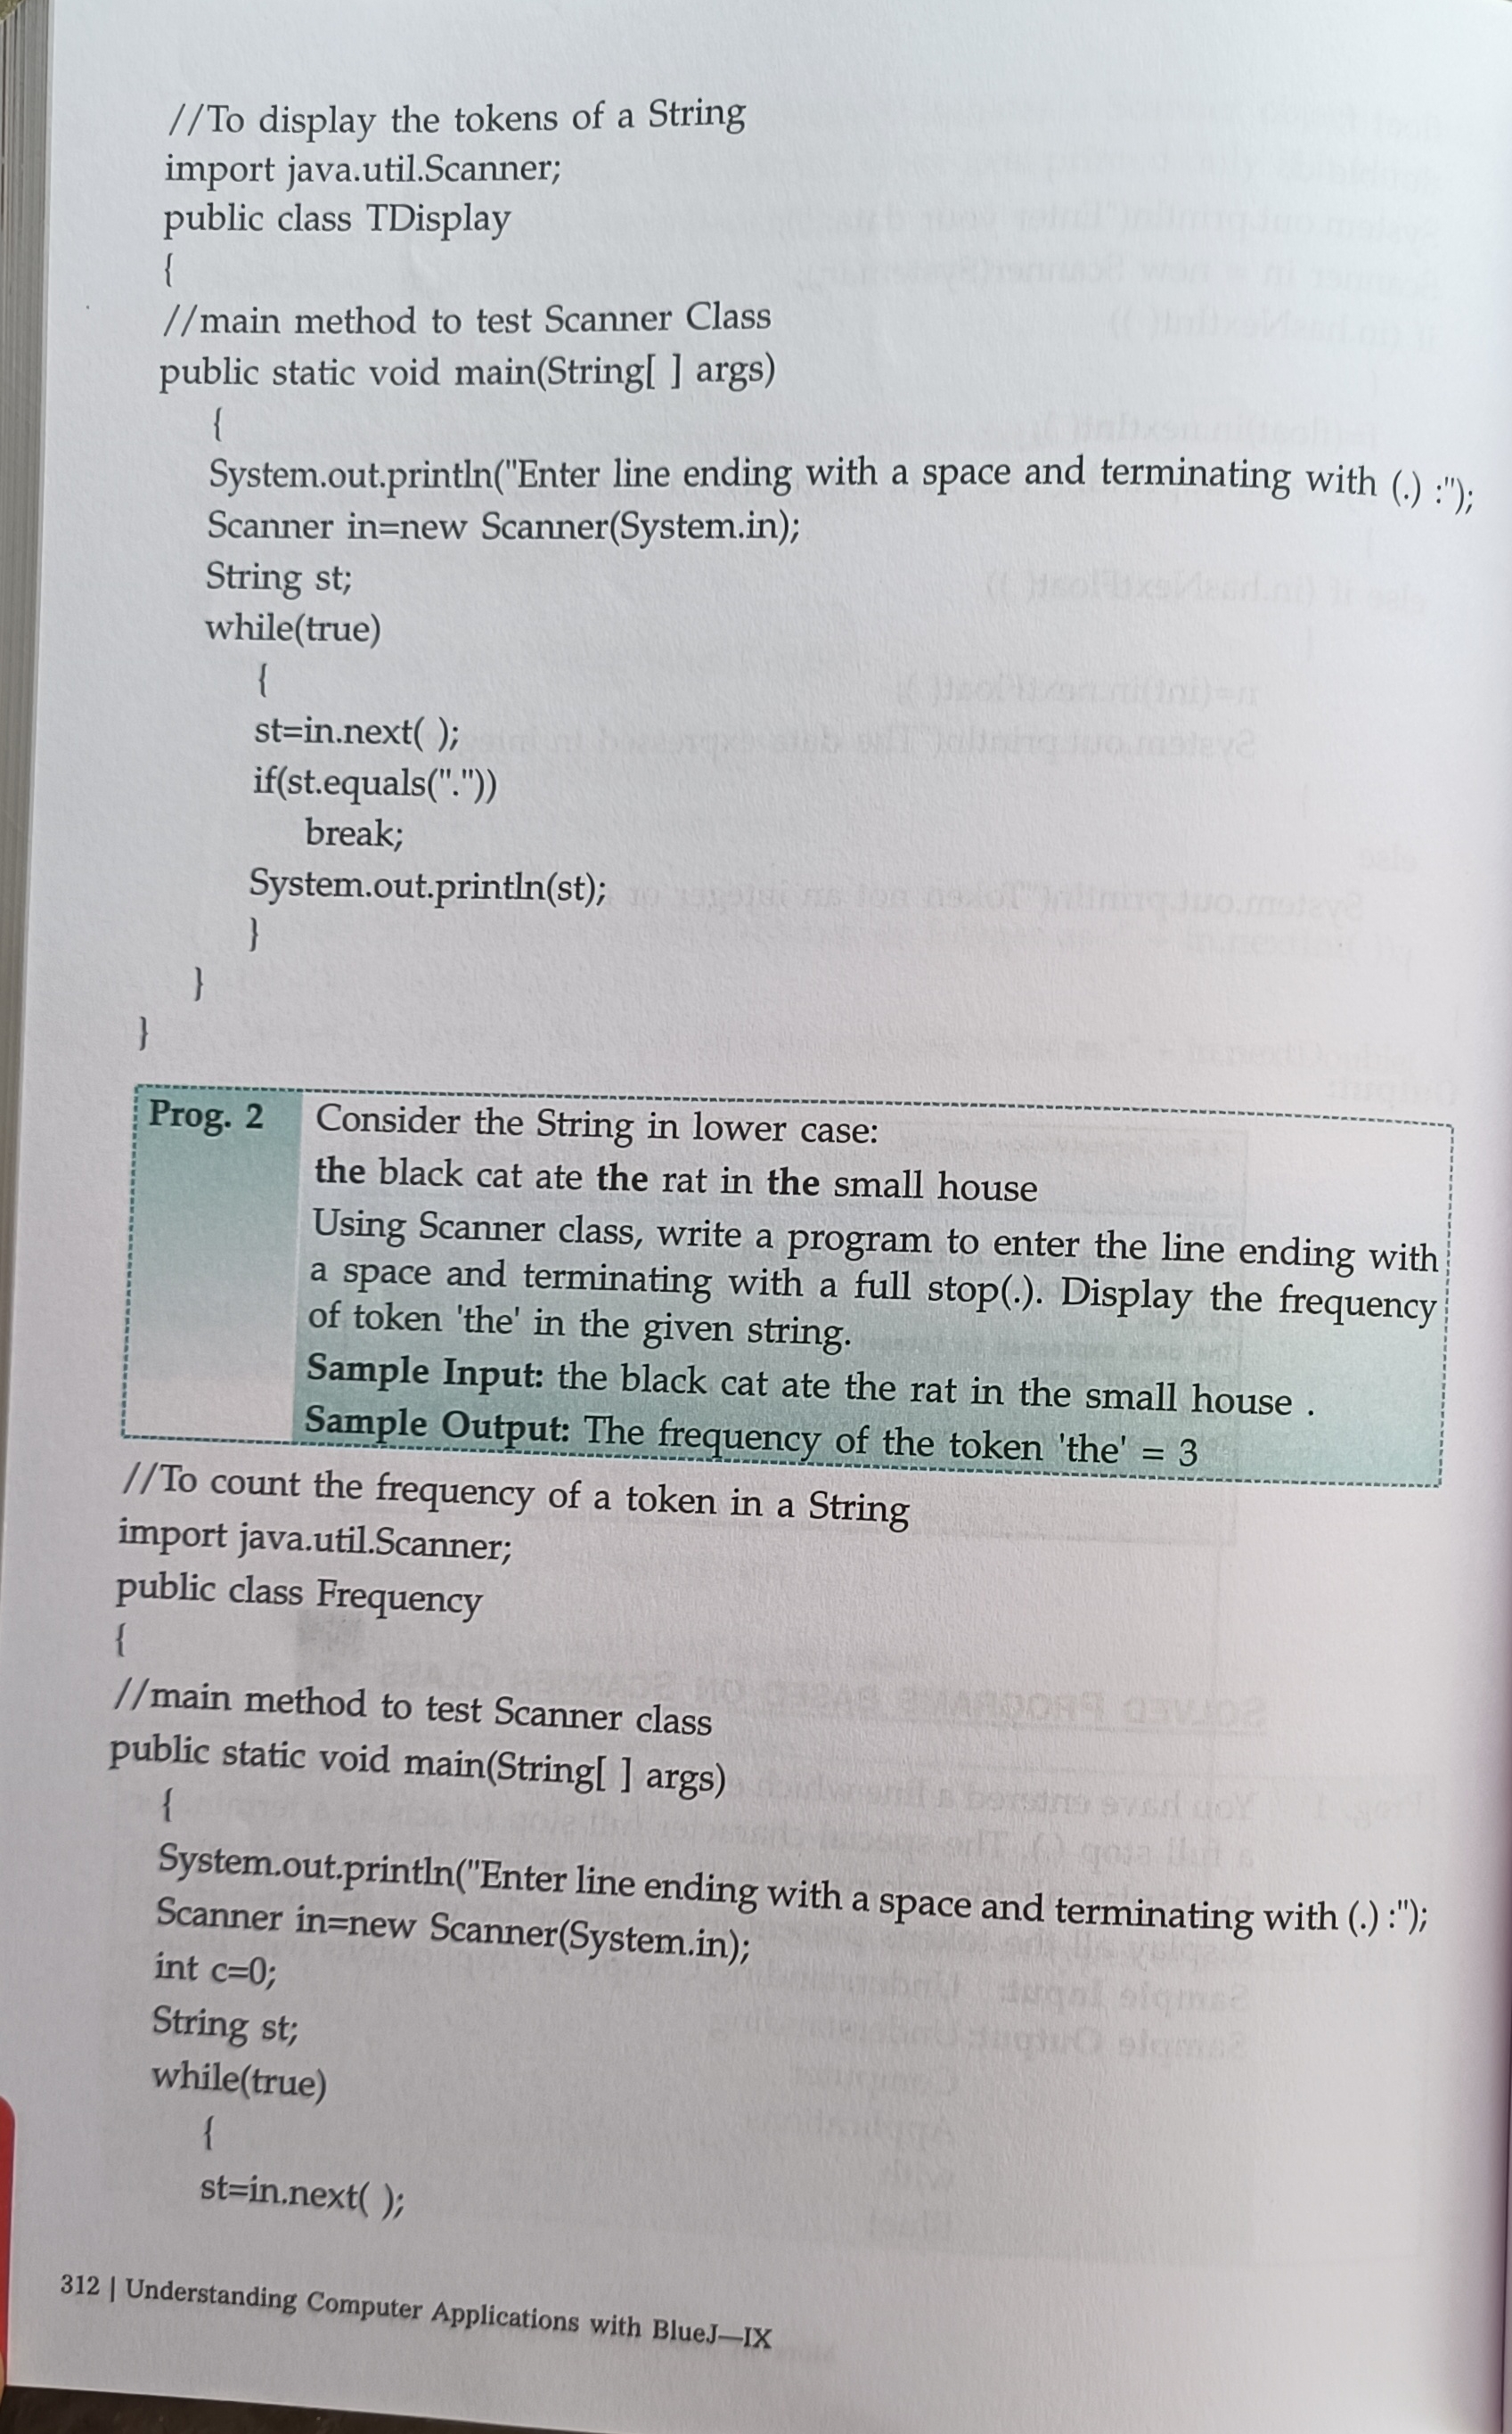 //To display the tokens of a String
import java.util.Scanner;
public class TDisplay
{
//main method to test Scanner Class
public static void main(String[ ] args)
{
System.out.println("Enter line ending with a space and terminating with (.) :");
Scanner in=new Scanner(System.in);
String st;
while(true)
{
st=in.next( );
if(st.equals("."))
break;
System.out.println(st);
}
}
}
Prog. 2 Consider the String in lower case:
the black cat ate the rat in the small house
Using Scanner class, write a program to enter the line ending with
a space and terminating with a full stop(.). Display the frequency
of token 'the' in the given string.
Sample Input: the black cat ate the rat in the small house .
Sample Output: The frequency of the token 'the' = 3
//To count the frequency of a token in a String
import java.util.Scanner;
public class Frequency
{
//main method to test Scanner class
public static void main(String[ ] args)
{
System.out.println("Enter line ending with a space and terminating with (.) :");
Scanner in=new Scanner(System.in);
int c=0;
String st;
while(true)
{
st=in.next( );
312 | Understanding Computer Applications with BlueJ—IX